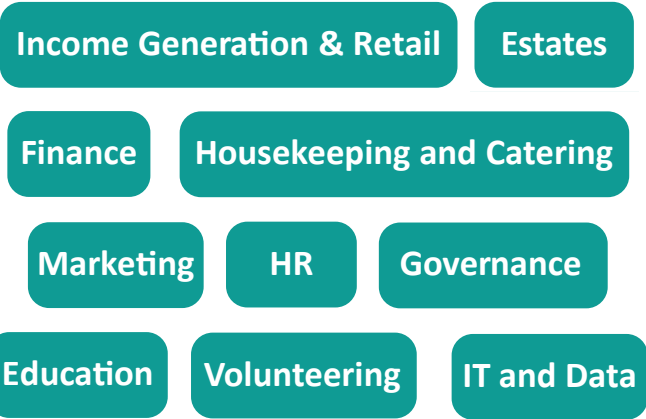 Income Generation & Retail
Estates
Finance
Housekeeping and Catering
Marketing
HR
Governance
Education
Volunteering
IT and Data